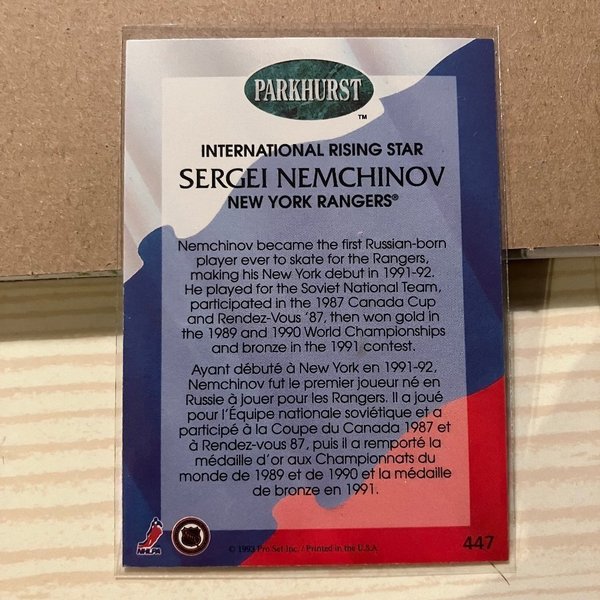 PARKHURST
TM
INTERNATIONAL RISING STAR
SERGEI NEMCHINOV
NEW YORK RANGERS®
Nemchinov became the first Russian-born
player ever to skate for the Rangers,
making his New York debut in 1991-92.
He played for the Soviet National Team,
participated in the 1987 Canada Cup
and Rendez-Vous '87, then won gold in
the 1989 and 1990 World Championships
and bronze in the 1991 contest.
Ayant débuté à New York en 1991-92,
Nemchinov fut le premier joueur né en
Russie à jouer pour les Rangers. Il a joué
pour l'Équipe nationale soviétique et a
participé à la Coupe du Canada 1987 et
à Rendez-vous 87, puis il a remporté la
médaille d'or aux Championnats du
monde de 1989 et de 1990 et la médaille
de bronze en 1991.
NHLPA
© 1993 Pro Set Inc. / Printed in the U.S.A.
447